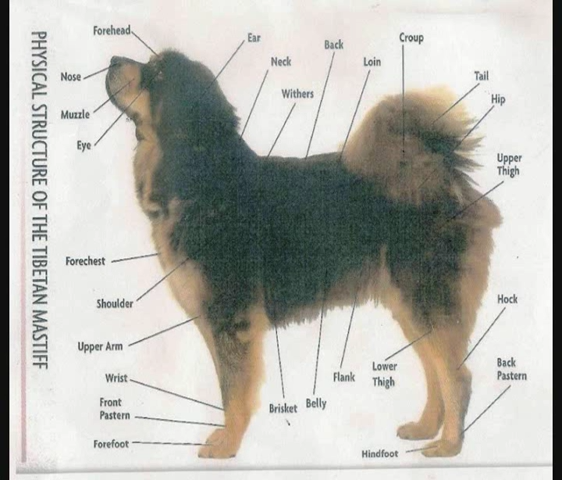 PHYSICAL STRUCTURE OF THE TIBETAN MASTIFF
Forehead
Nose
Muzzle
Eye
Ear
Neck
Withers
Back
Loin
Croup
Tail
Hip
Upper
Thigh
Forechest
Shoulder
Upper Arm
Wrist
Front
Pastern
Forefoot
Brisket
Belly
Flank
Lower
Thigh
Hock
Back
Pastern
Hindfoot